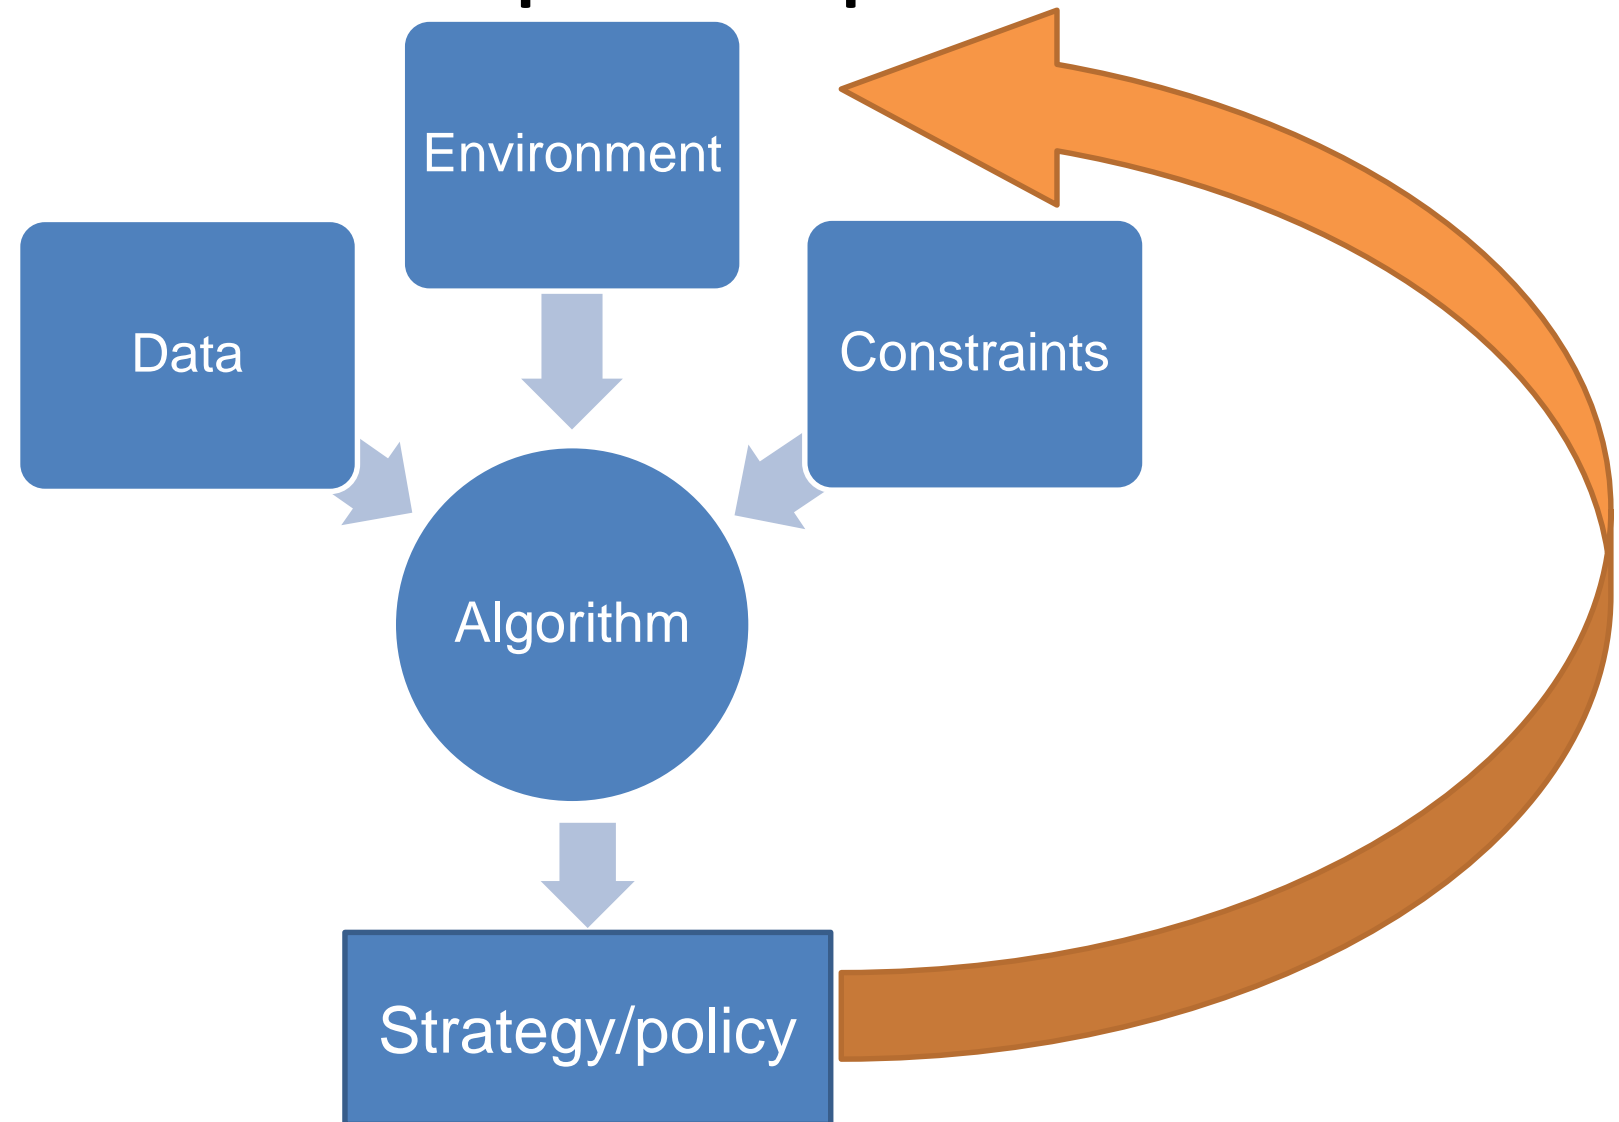 Environment
Data
Constraints
Algorithm
Strategy/policy